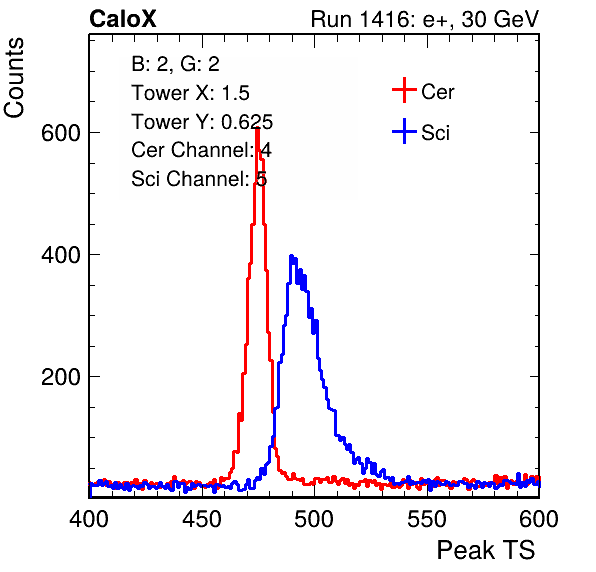 CaloX Run 1416: e+, 30 GeV
Counts
B: 2, G: 2
Tower X: 1.5
Tower Y: 0.625
Cer Channel: 4
Sci Channel: 5
Cer
Sci
600
400
200
400 450 500 550 600
Peak TS